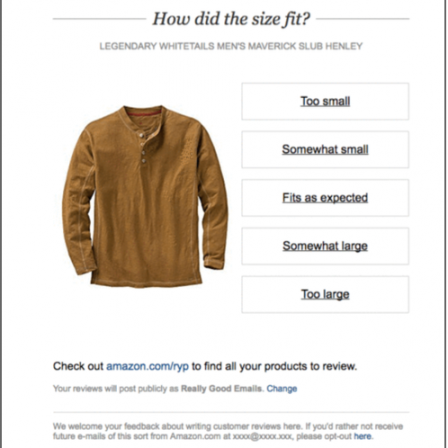 How did the size fit?
LEGENDARY WHITETAILS MEN'S MAVERICK SLUB HENLEY
Too small
Somewhat small
Fits as expected
Somewhat large
Too large
Check out amazon.com/ryp to find all your products to review.
Your reviews will post publicly as Really Good Emails. Change
We welcome your feedback about writing customer reviews here. If you'd rather not receive
future e-mails of this sort from Amazon.com at xxxx@xxxx.xxx, please opt-out here.